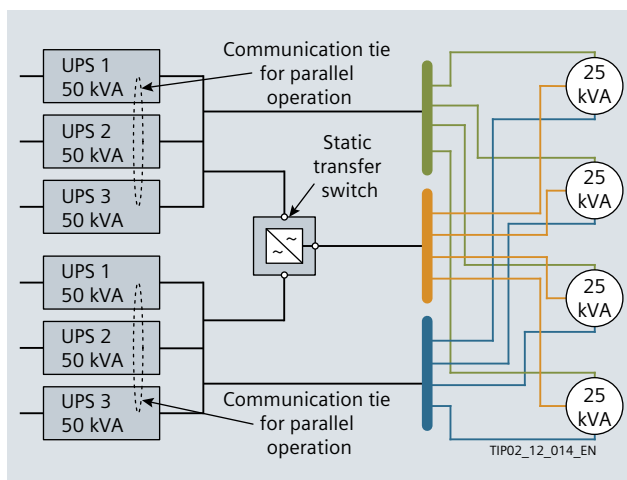 UPS 1
50 kVA
UPS 2
50 kVA
UPS 3
50 kVA
Communication tie
for parallel
operation
Static
transfer
switch
~
~
UPS 1
50 kVA
UPS 2
50 kVA
UPS 3
50 kVA
Communication tie
for parallel
operation
25
kVA
25
kVA
25
kVA
25
kVA
TIP02_12_014_EN